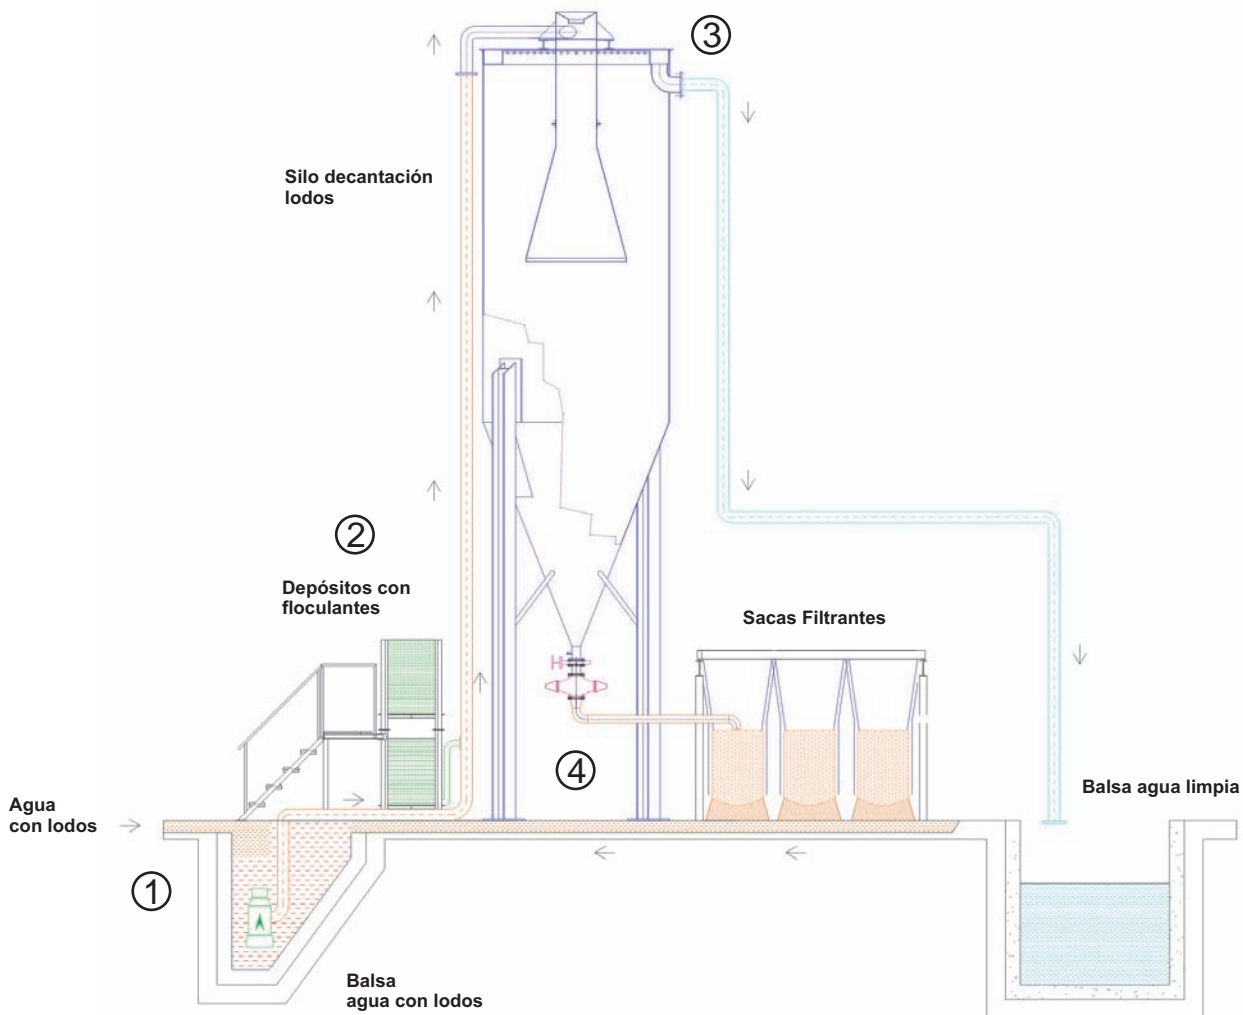 3
Silo decantación
lodos
2
Depósitos con
floculantes
Sacas Filtrantes
4
Balsa agua limpia
Agua
con lodos
1
Balsa
agua con lodos